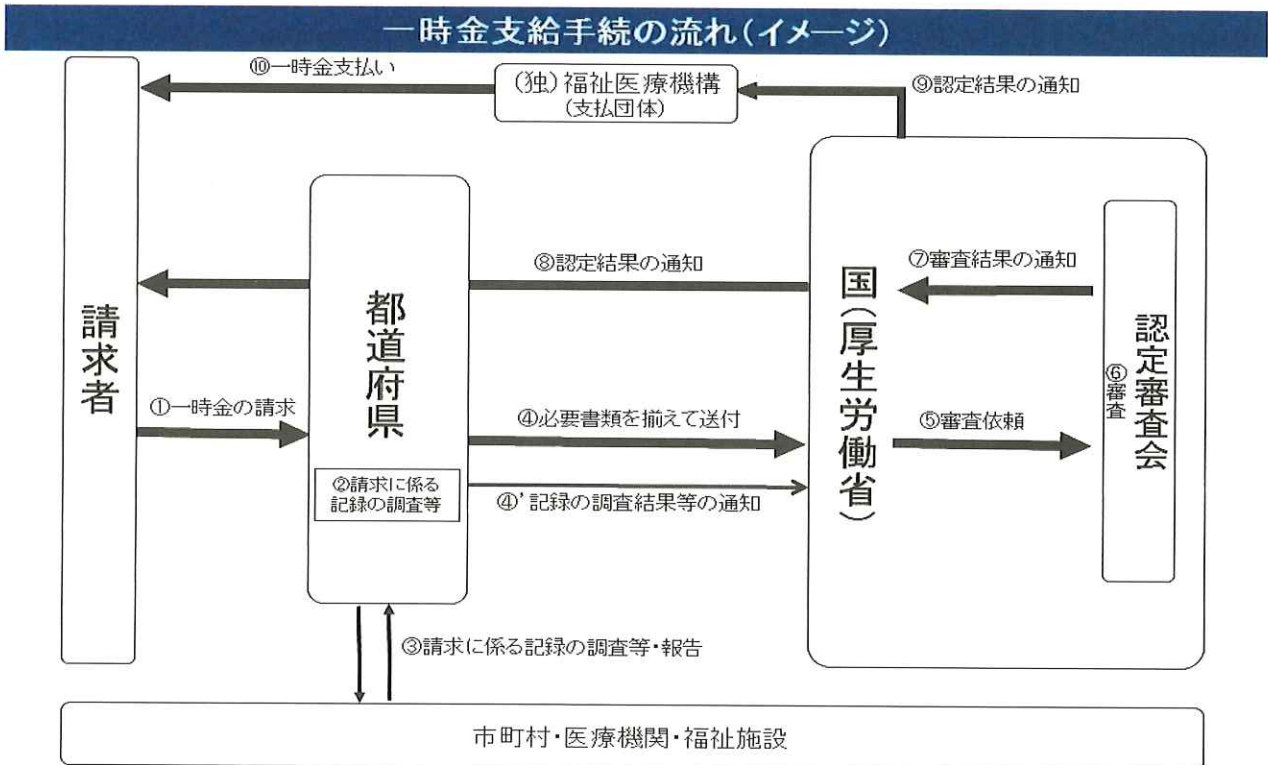 一時金支給手続の流れ(イメージ)
⑩一時金支払い
(独)福祉医療機構
(支払団体)
⑨認定結果の通知
請求者
都道府県
国(厚生労働省)
認定審査会
⑧認定結果の通知
⑦審査結果の通知
⑥審査
①一時金の請求
④必要書類を揃えて送付
⑤審査依頼
②請求に係る
記録の調査等
④’記録の調査結果等の通知
③請求に係る記録の調査等・報告
市町村・医療機関・福祉施設